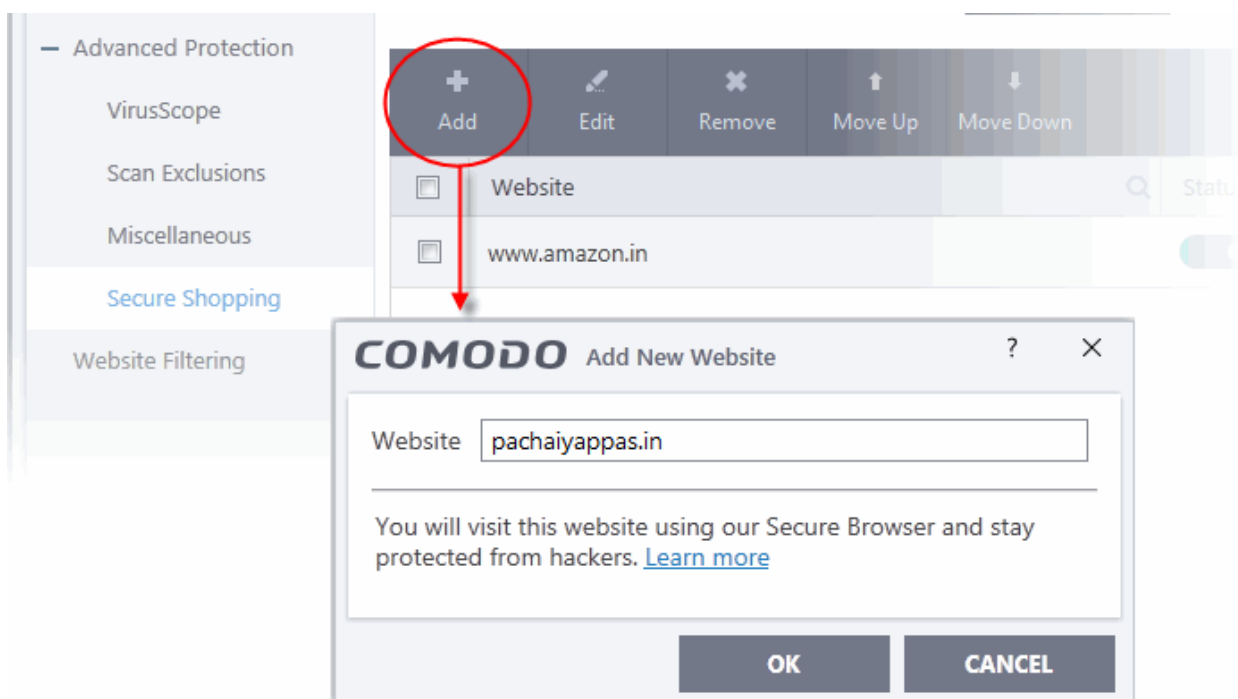 Advanced Protection
VirusScope
Scan Exclusions
Miscellaneous
Secure Shopping
Website Filtering
Add Edit Remove Move Up Move Down
Website
www.amazon.in
COMODO Add New Website ?
Website pachaiyappas.in
You will visit this website using our Secure Browser and stay
protected from hackers. Learn more
OK CANCEL